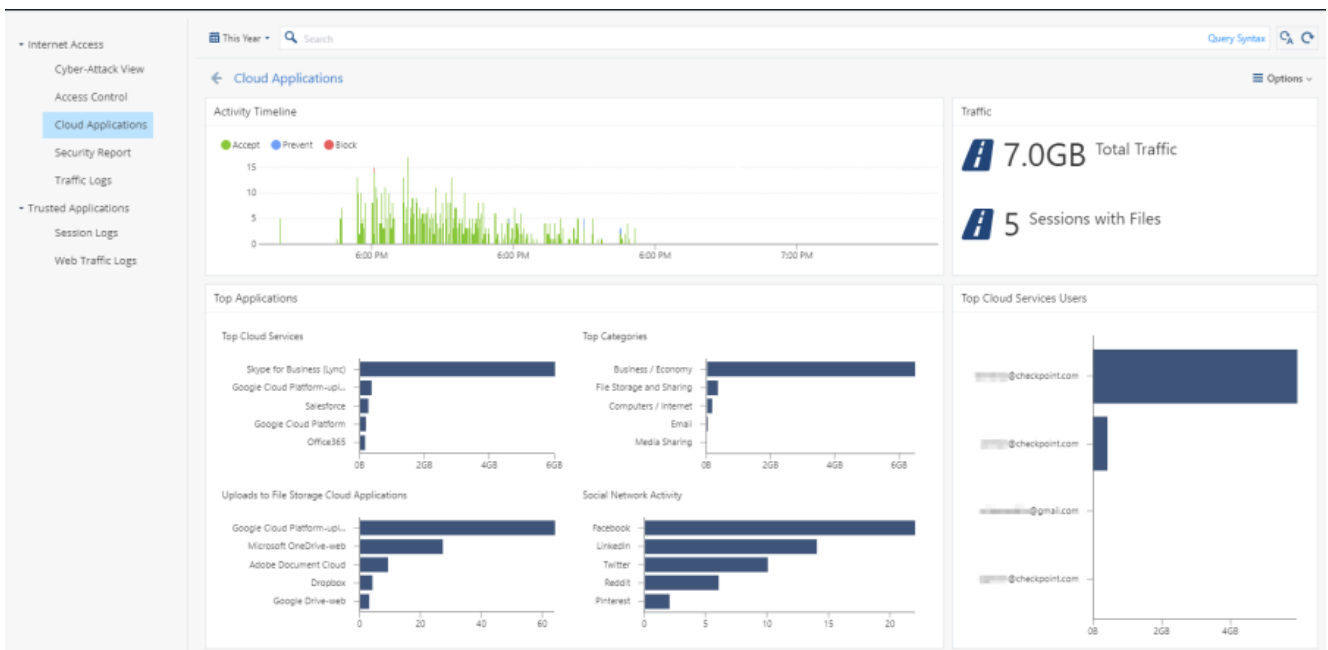 Internet Access
Cyber-Attack View
Access Control
Cloud Applications
Security Report
Traffic Logs
Trusted Applications
Session Logs
Web Traffic Logs
This Year
Search
Query Syntax
Cloud Applications
Options
Activity Timeline
Accept Prevent Block
15
10
5
0
6:00 PM 6:00 PM 6:00 PM 7:00 PM
Traffic
7.0GB Total Traffic
5 Sessions with Files
Top Applications
Top Cloud Services
Skype for Business (Lync)
Google Cloud Platform-upl...
Salesforce
Google Cloud Platform
Office365
0B 2GB 4GB 6GB
Top Categories
Business / Economy
File Storage and Sharing
Computers / Internet
Email
Media Sharing
0B 2GB 4GB 6GB
Uploads to File Storage Cloud Applications
Google Cloud Platform-upl...
Microsoft OneDrive-web
Adobe Document Cloud
Dropbox
Google Drive-web
0 20 40 60
Social Network Activity
Facebook
LinkedIn
Twitter
Reddit
Pinterest
0 5 10 15 20
Top Cloud Services Users
@checkpoint.com
@checkpoint.com
@gmail.com
@checkpoint.com
0B 2GB 4GB